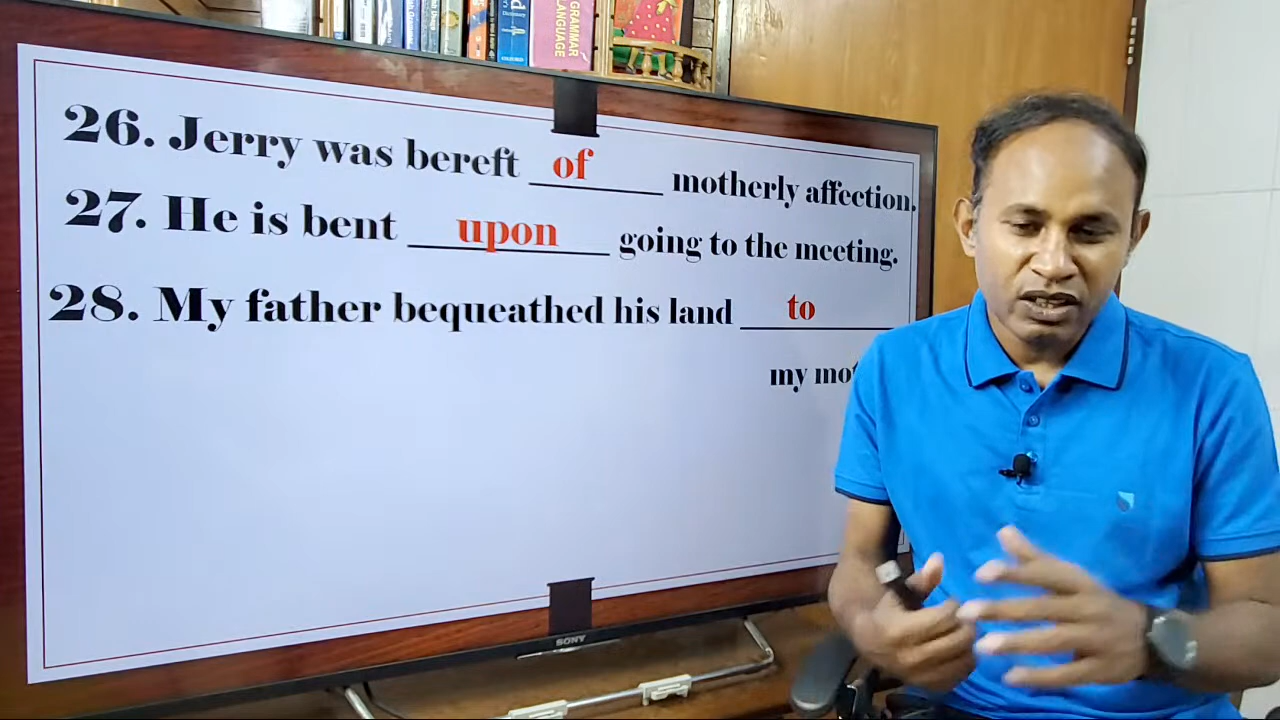 GRAMMAR
LANGUAGE
26. Jerry was bereft of motherly affection.
27. He is bent upon going to the meeting.
28. My father bequeathed his land to
my
SONY